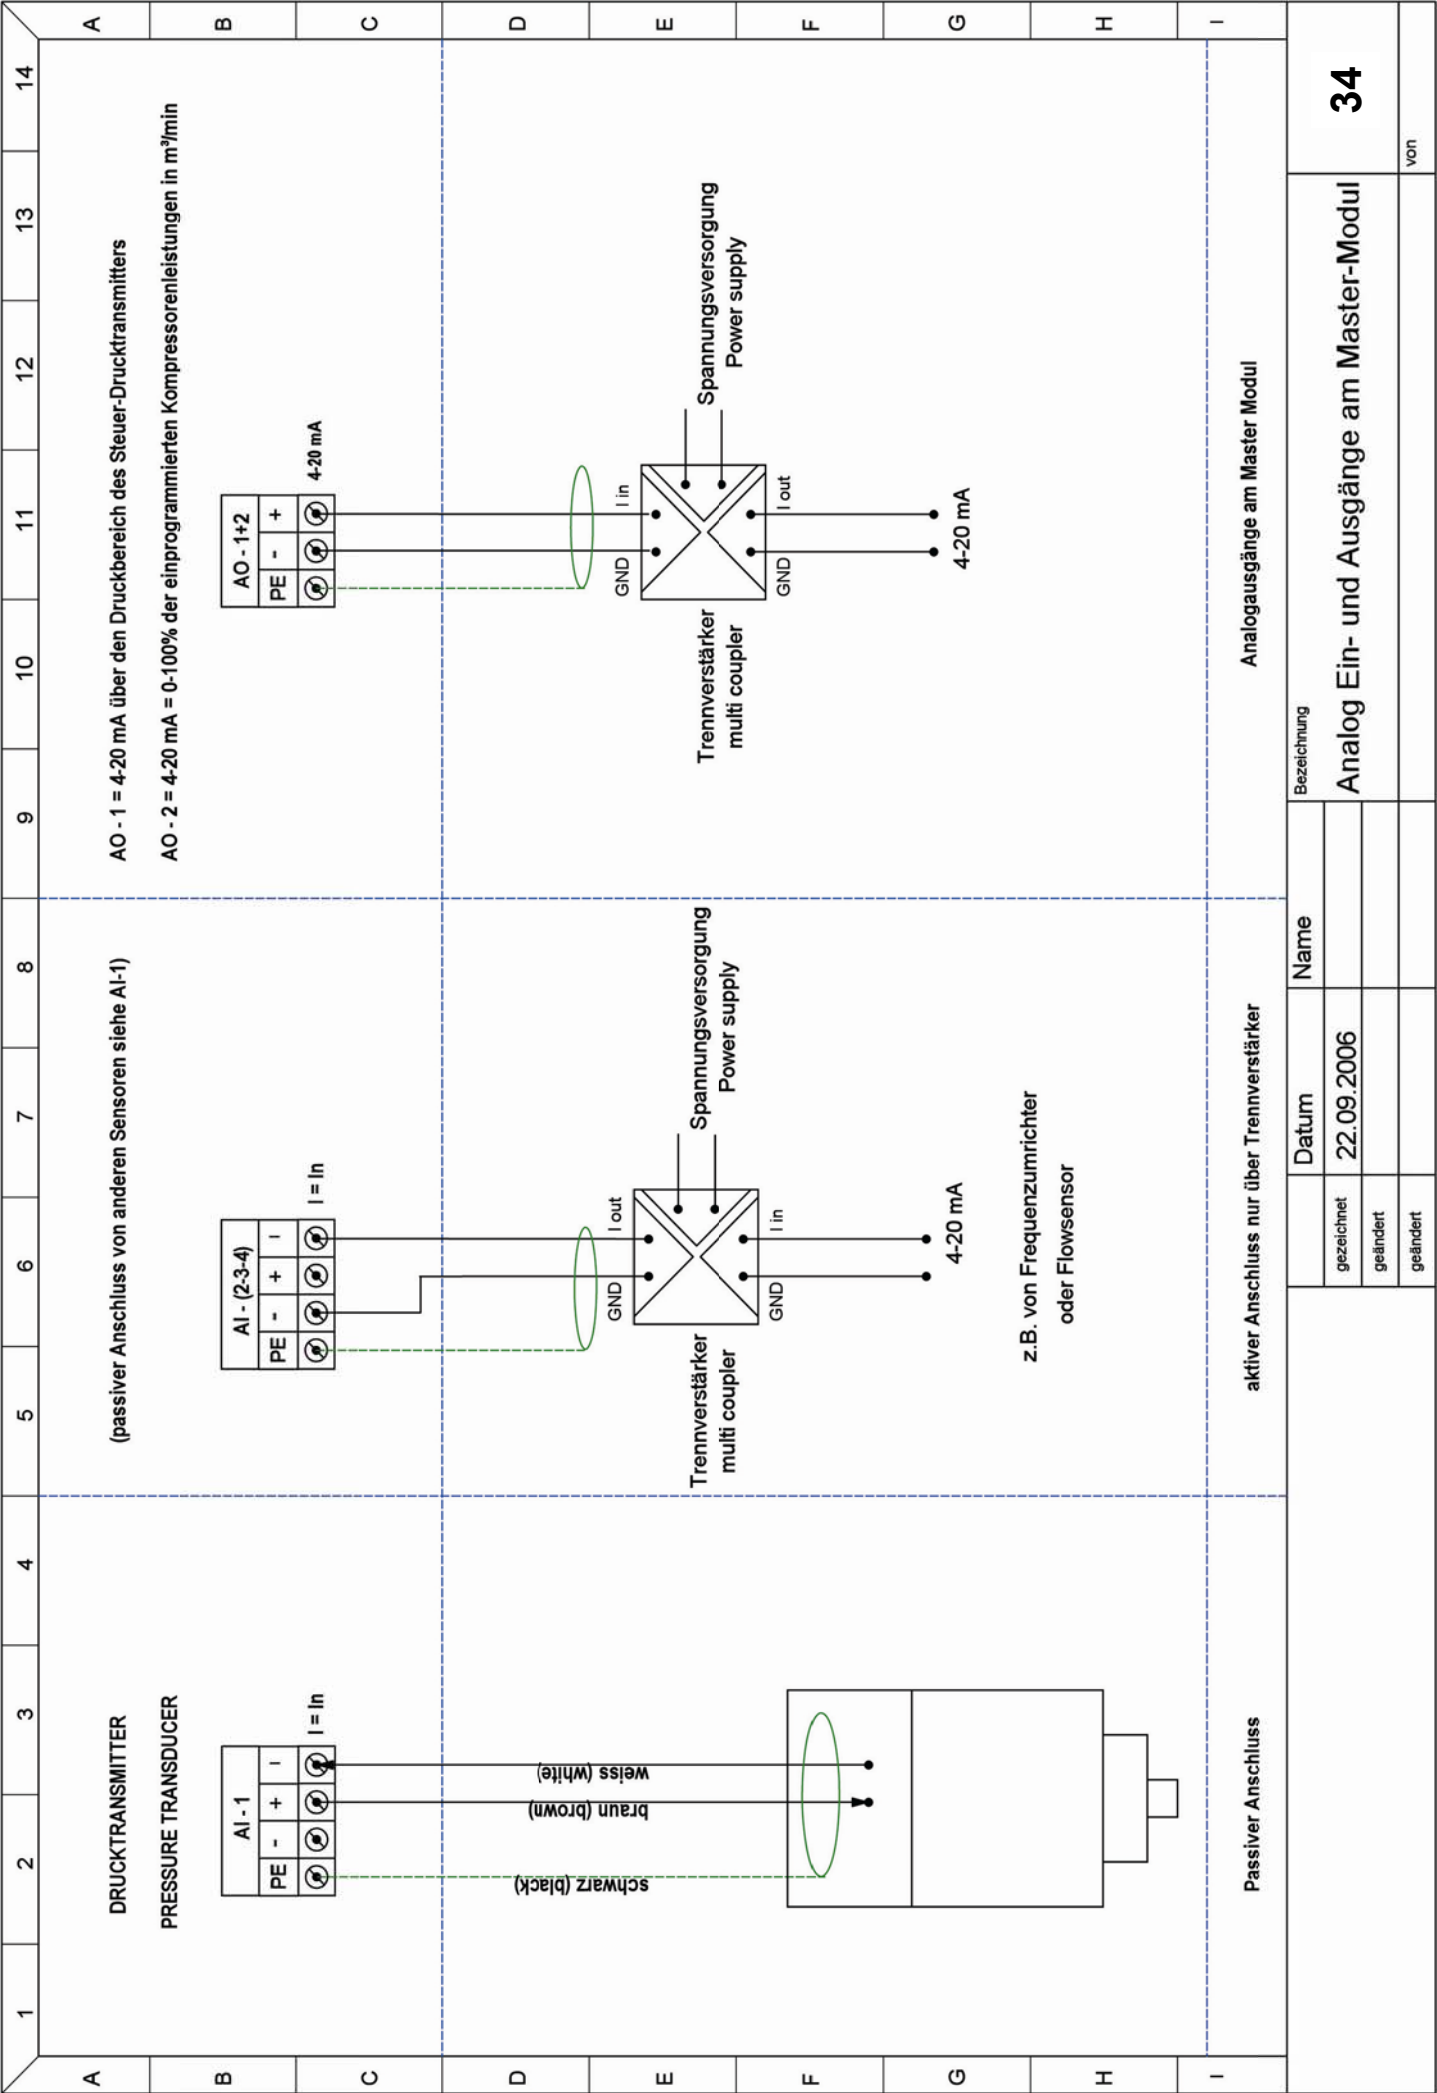 1 2 3 4 5 6 7 8 9 10 11 12 13 14
A
B
C
D
E
F
G
H
I
A
B
C
D
E
F
G
H
I
DRUCKTRANSMITTER
PRESSURE TRANSDUCER
AI - 1
PE - + I
I = In
schwarz (black)
braun (brown)
weiss (white)
Passiver Anschluss
(passiver Anschluss von anderen Sensoren siehe AI-1)
AI - (2-3-4)
PE - + I
I = In
GND I out
Trennverstärker
multi coupler
Spannungsversorgung
Power supply
GND I in
4-20 mA
z.B. von Frequenzumrichter
oder Flowsensor
aktiver Anschluss nur über Trennverstärker
AO - 1 = 4-20 mA über den Druckbereich des Steuer-Drucktransmitters
AO - 2 = 4-20 mA = 0-100% der einprogrammierten Kompressorenleistungen in m³/min
AO - 1+2
PE - +
4-20 mA
GND I in
Trennverstärker
multi coupler
Spannungsversorgung
Power supply
GND I out
4-20 mA
Analogausgänge am Master Modul
Datum Name
gezeichnet 22.09.2006
geändert
geändert
Bezeichnung
Analog Ein- und Ausgänge am Master-Modul
34
von